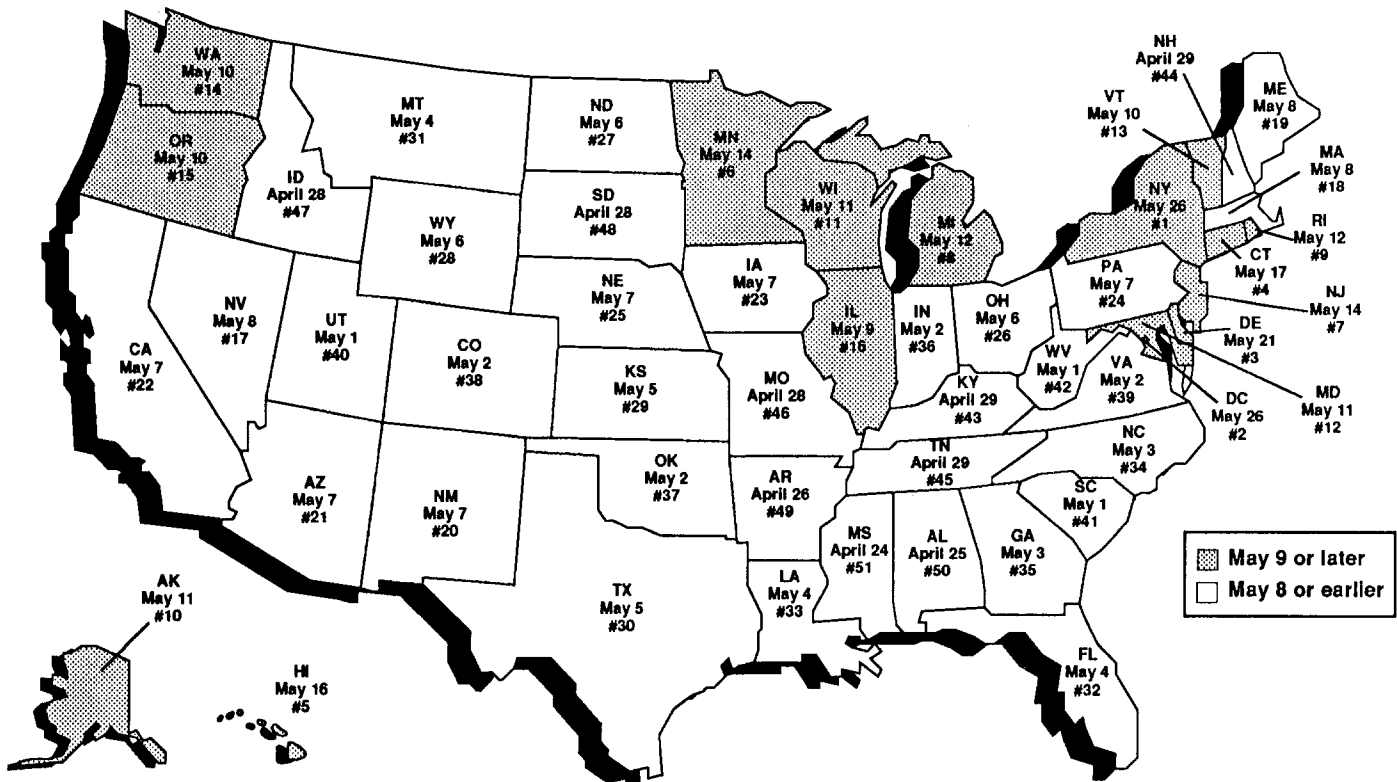 WA
May 10
#14
OR
May 10
#15
CA
May 7
#22
NV
May 8
#17
ID
April 28
#47
MT
May 4
#31
WY
May 6
#28
UT
May 1
#40
CO
May 2
#38
AZ
May 7
#21
NM
May 7
#20
ND
May 6
#27
SD
April 28
#48
NE
May 7
#25
KS
May 5
#29
OK
May 2
#37
TX
May 5
#30
MN
May 14
#6
IA
May 7
#23
MO
April 28
#46
AR
April 26
#49
LA
May 4
#33
WI
May 11
#11
IL
May 9
#16
MI
May 12
#8
IN
May 2
#36
OH
May 6
#26
KY
April 29
#43
TN
April 29
#45
MS
April 24
#51
AL
April 25
#50
GA
May 3
#35
FL
May 4
#32
SC
May 1
#41
NC
May 3
#34
VA
May 2
#39
WV
May 1
#42
PA
May 7
#24
NY
May 26
#1
VT
May 10
#13
NH
April 29
#44
ME
May 8
#19
MA
May 8
#18
RI
May 12
#9
CT
May 17
#4
NJ
May 14
#7
DE
May 21
#3
MD
May 11
#12
DC
May 26
#2
AK
May 11
#10
HI
May 16
#5
May 9 or later
May 8 or earlier